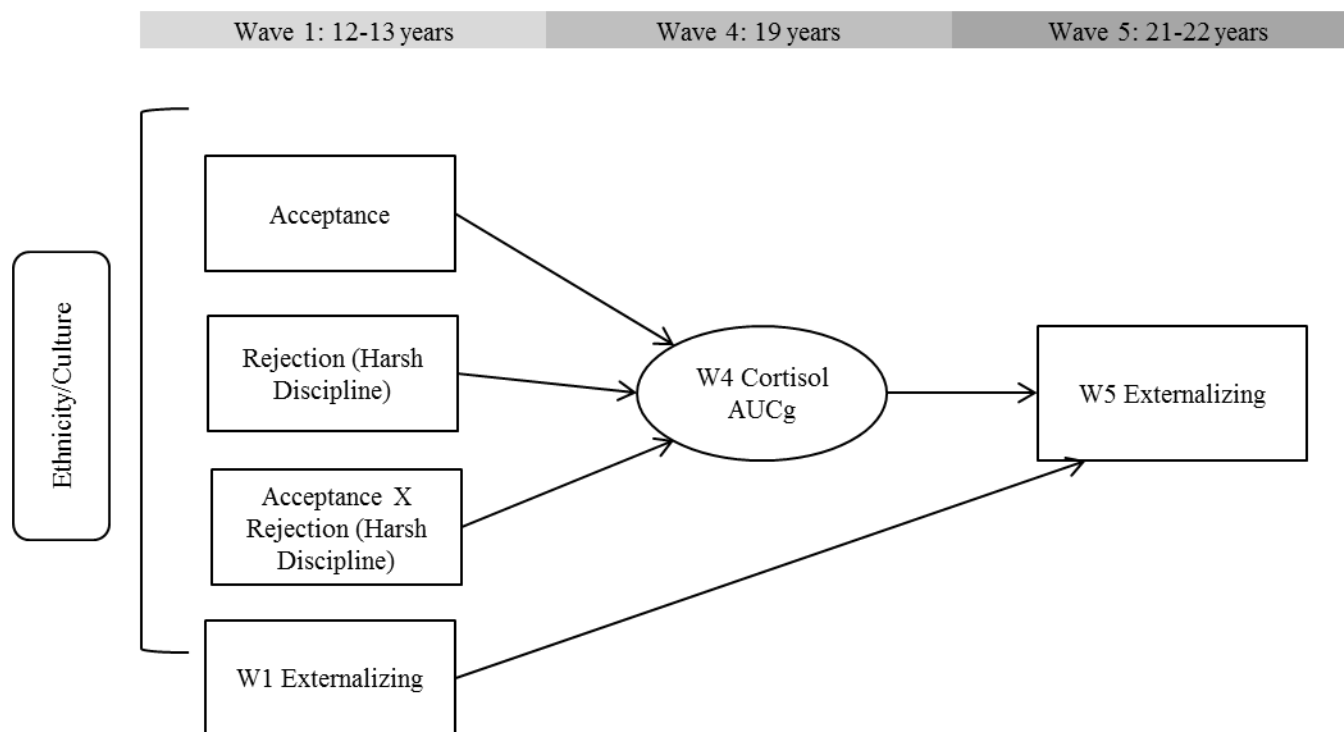 Wave 1: 12-13 years
Wave 4: 19 years
Wave 5: 21-22 years
Ethnicity/Culture
Acceptance
Rejection (Harsh
Discipline)
Acceptance X
Rejection (Harsh
Discipline)
W1 Externalizing
W4 Cortisol
AUCg
W5 Externalizing